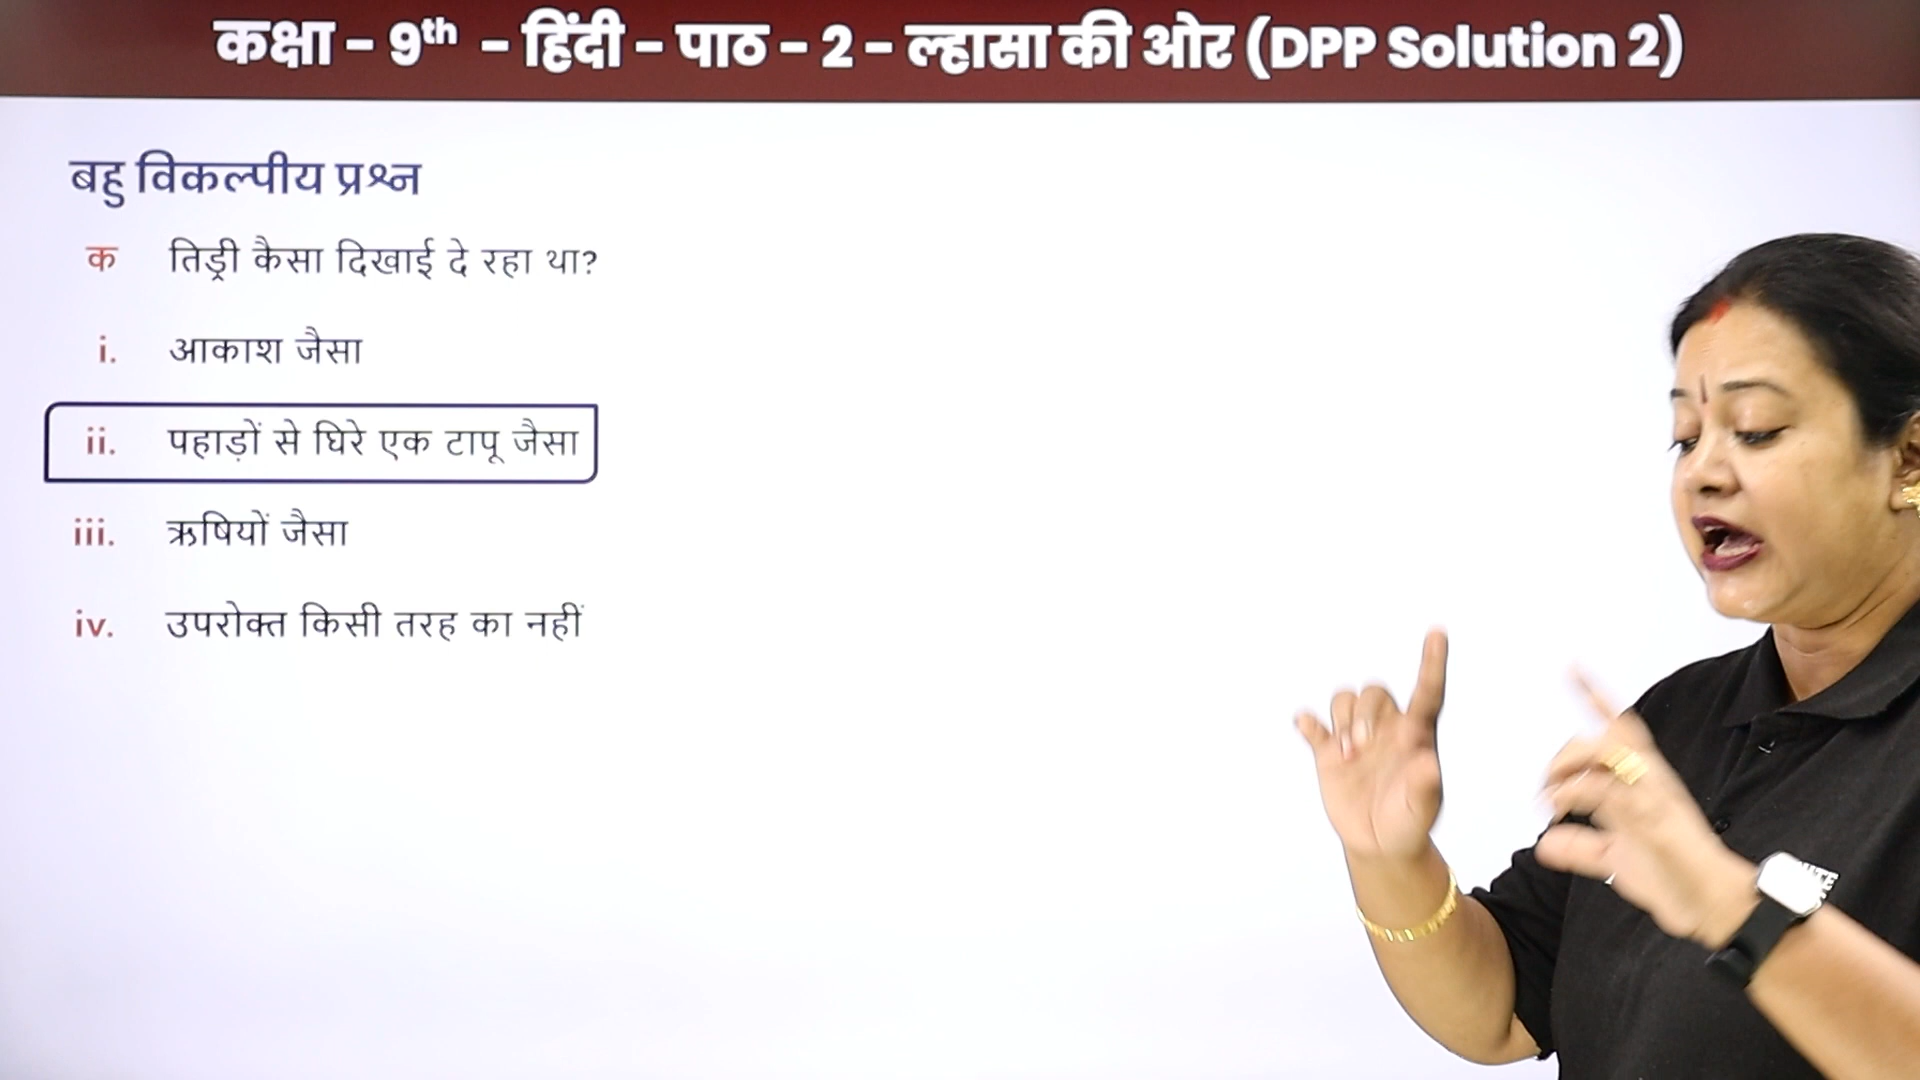 कक्षा – 9th – हिंदी – पाठ – 2 – ल्हासा की ओर (DPP Solution 2)
बहु विकल्पीय प्रश्न
क तिड्री कैसा दिखाई दे रहा था?
i. आकाश जैसा
ii. पहाड़ों से घिरे एक टापू जैसा
iii. ऋषियों जैसा
iv. उपरोक्त किसी तरह का नहीं